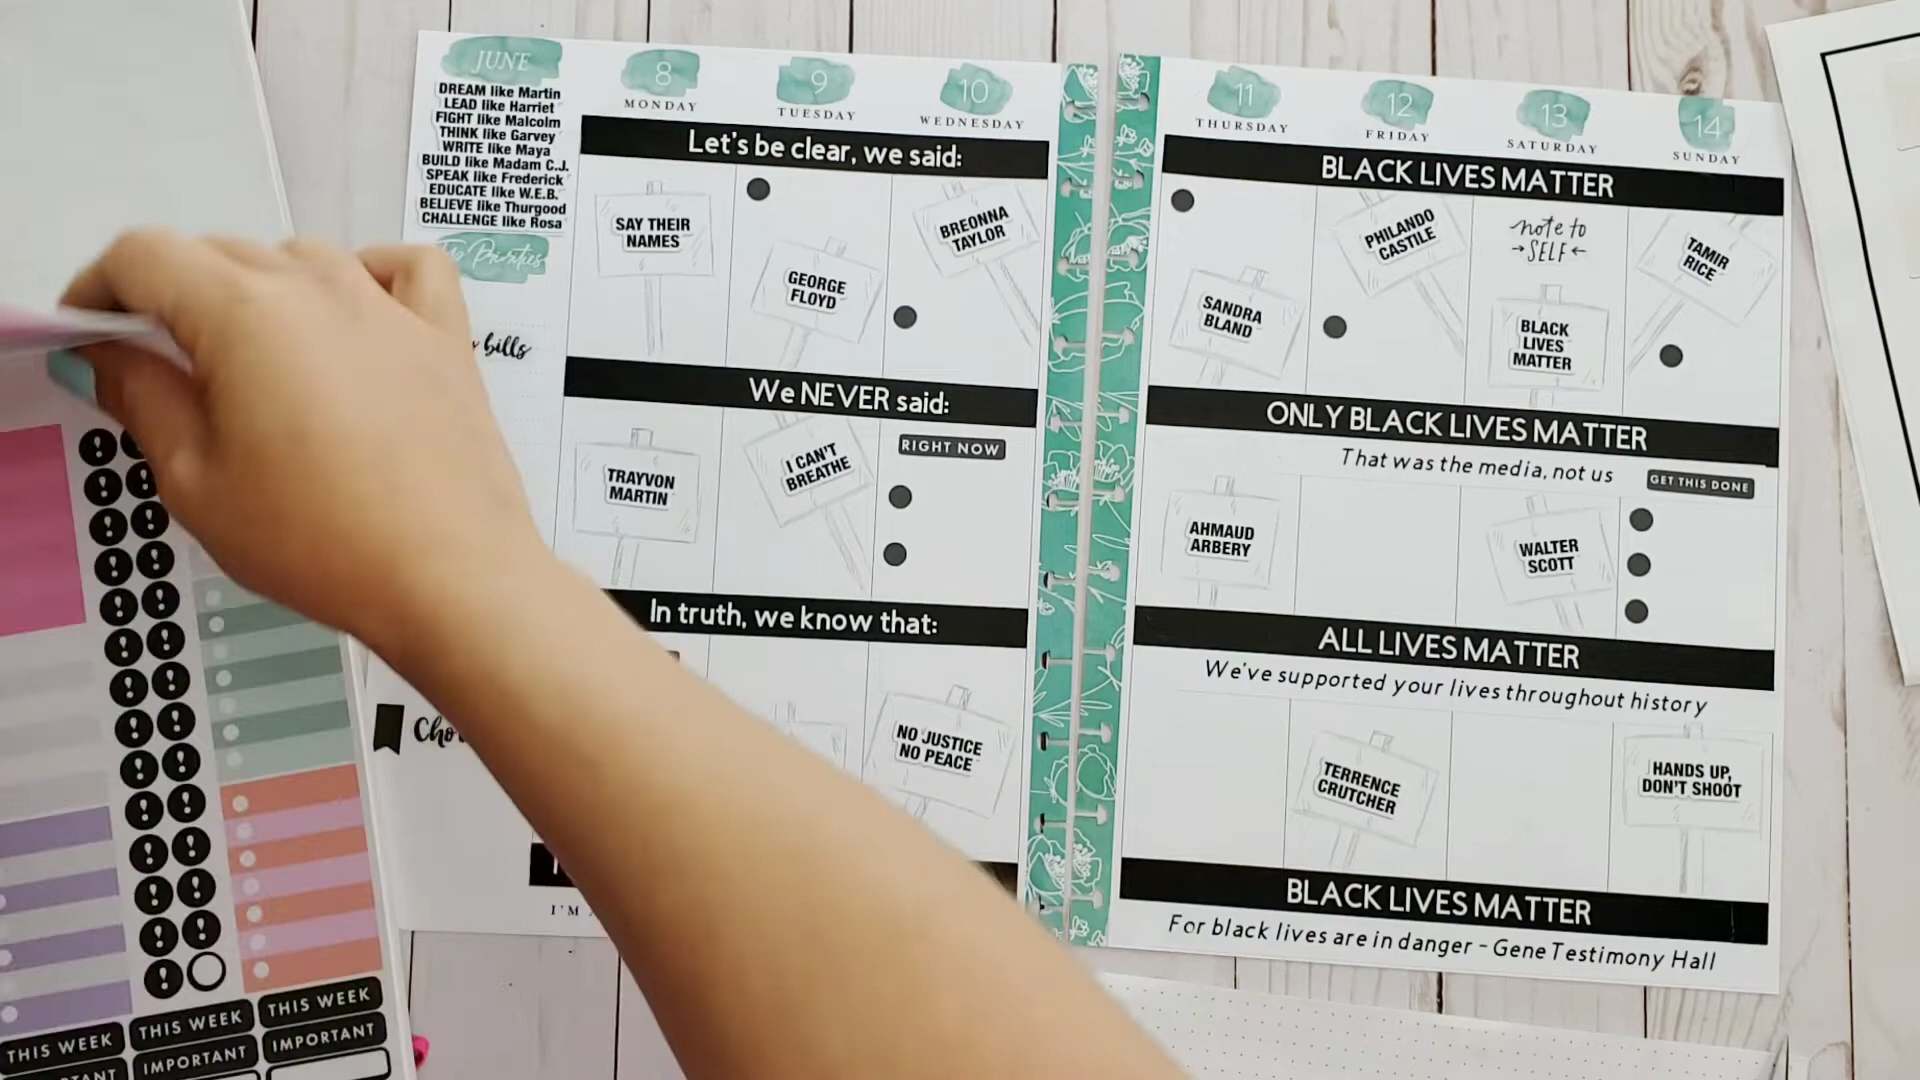 JUNE
DREAM like Martin
LEAD like Harriet
FIGHT like Malcolm
THINK like Garvey
WRITE like Maya
BUILD like Madam C.J.
SPEAK like Frederick
EDUCATE like W.E.B.
BELIEVE like Thurgood
CHALLENGE like Rosa
Priorities
bills
8
MONDAY
9
TUESDAY
10
WEDNESDAY
Let's be clear, we said:
SAY THEIR
NAMES
GEORGE
FLOYD
BREONNA
TAYLOR
We NEVER said:
TRAYVON
MARTIN
I CAN'T
BREATHE
RIGHT NOW
In truth, we know that:
NO JUSTICE
NO PEACE
I'M
11
THURSDAY
12
FRIDAY
13
SATURDAY
14
SUNDAY
BLACK LIVES MATTER
SANDRA
BLAND
PHILANDO
CASTILE
note to
→SELF←
BLACK
LIVES
MATTER
TAMIR
RICE
ONLY BLACK LIVES MATTER
That was the media, not us
GET THIS DONE
AHMAUD
ARBERY
WALTER
SCOTT
ALL LIVES MATTER
We've supported your lives throughout history
TERRENCE
CRUTCHER
HANDS UP,
DON'T SHOOT
BLACK LIVES MATTER
For black lives are in danger - Gene Testimony Hall
THIS WEEK THIS WEEK THIS WEEK
IMPORTANT IMPORTANT